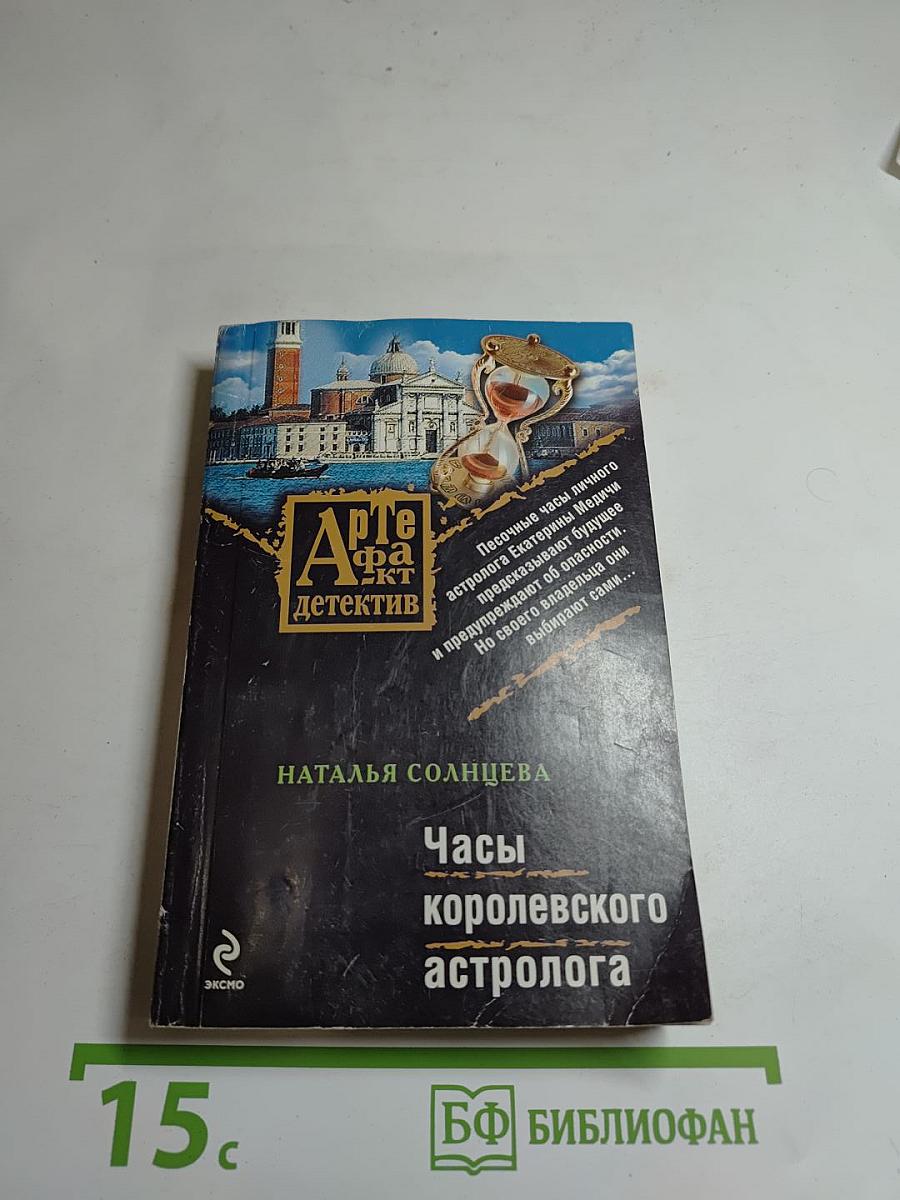 Песочные часы личного
астролога Екатерины Медичи
предсказывают будущее
и предупреждают об опасности.
Но своего владельца они
выбирают сами...
Арте
фа
-кт
детектив
НАТАЛЬЯ СОЛНЦЕВА
Часы
королевского
астролога
ЭКСМО
15 с
БФ БИБЛИОФАН